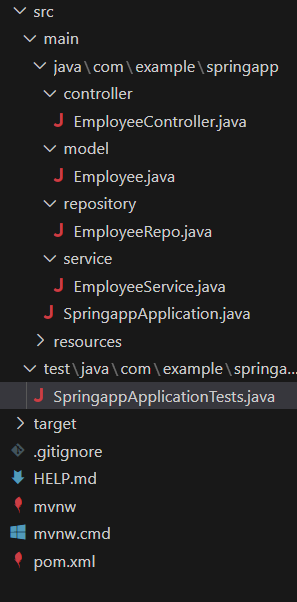 src
main
java\com\example\springapp
controller
EmployeeController.java
model
Employee.java
repository
EmployeeRepo.java
service
EmployeeService.java
SpringappApplication.java
resources
test\java\com\example\springa...
SpringappApplicationTests.java
target
.gitignore
HELP.md
mvnw
mvnw.cmd
pom.xml